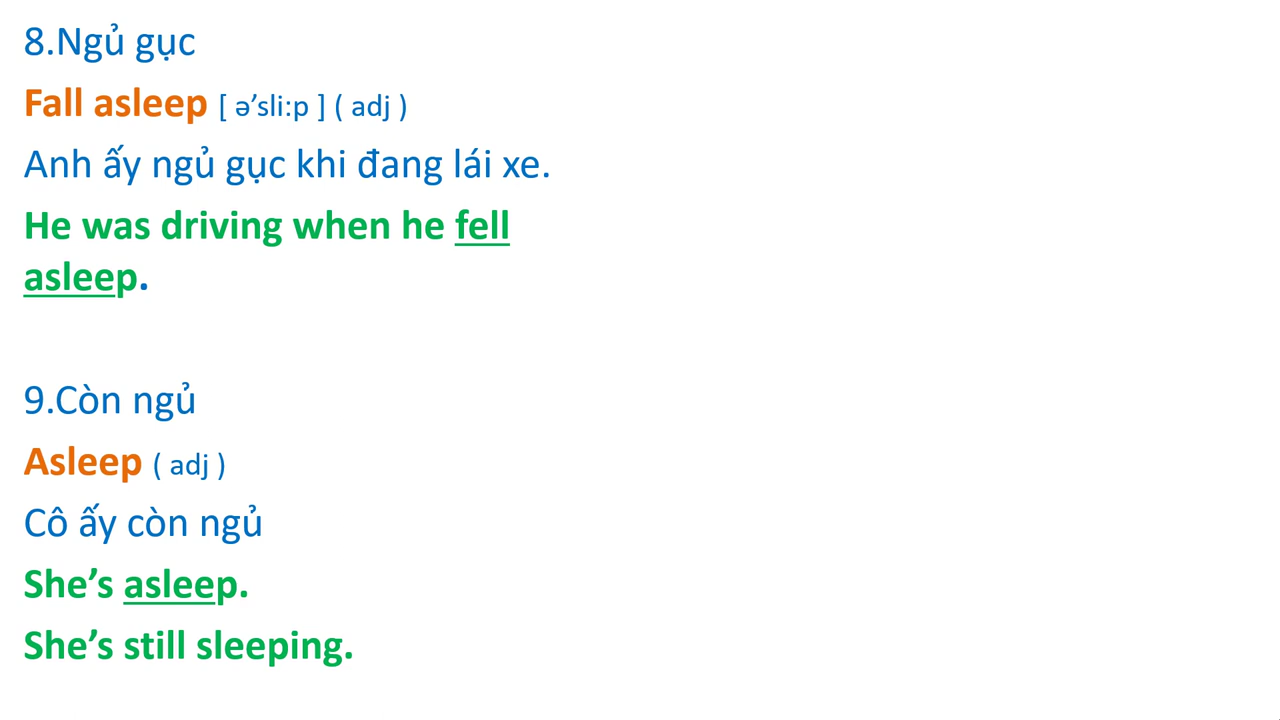 8.Ngủ gục
Fall asleep [ ə’sli:p ] ( adj )
Anh ấy ngủ gục khi đang lái xe.
He was driving when he fell
asleep.
9.Còn ngủ
Asleep ( adj )
Cô ấy còn ngủ
She’s asleep.
She’s still sleeping.